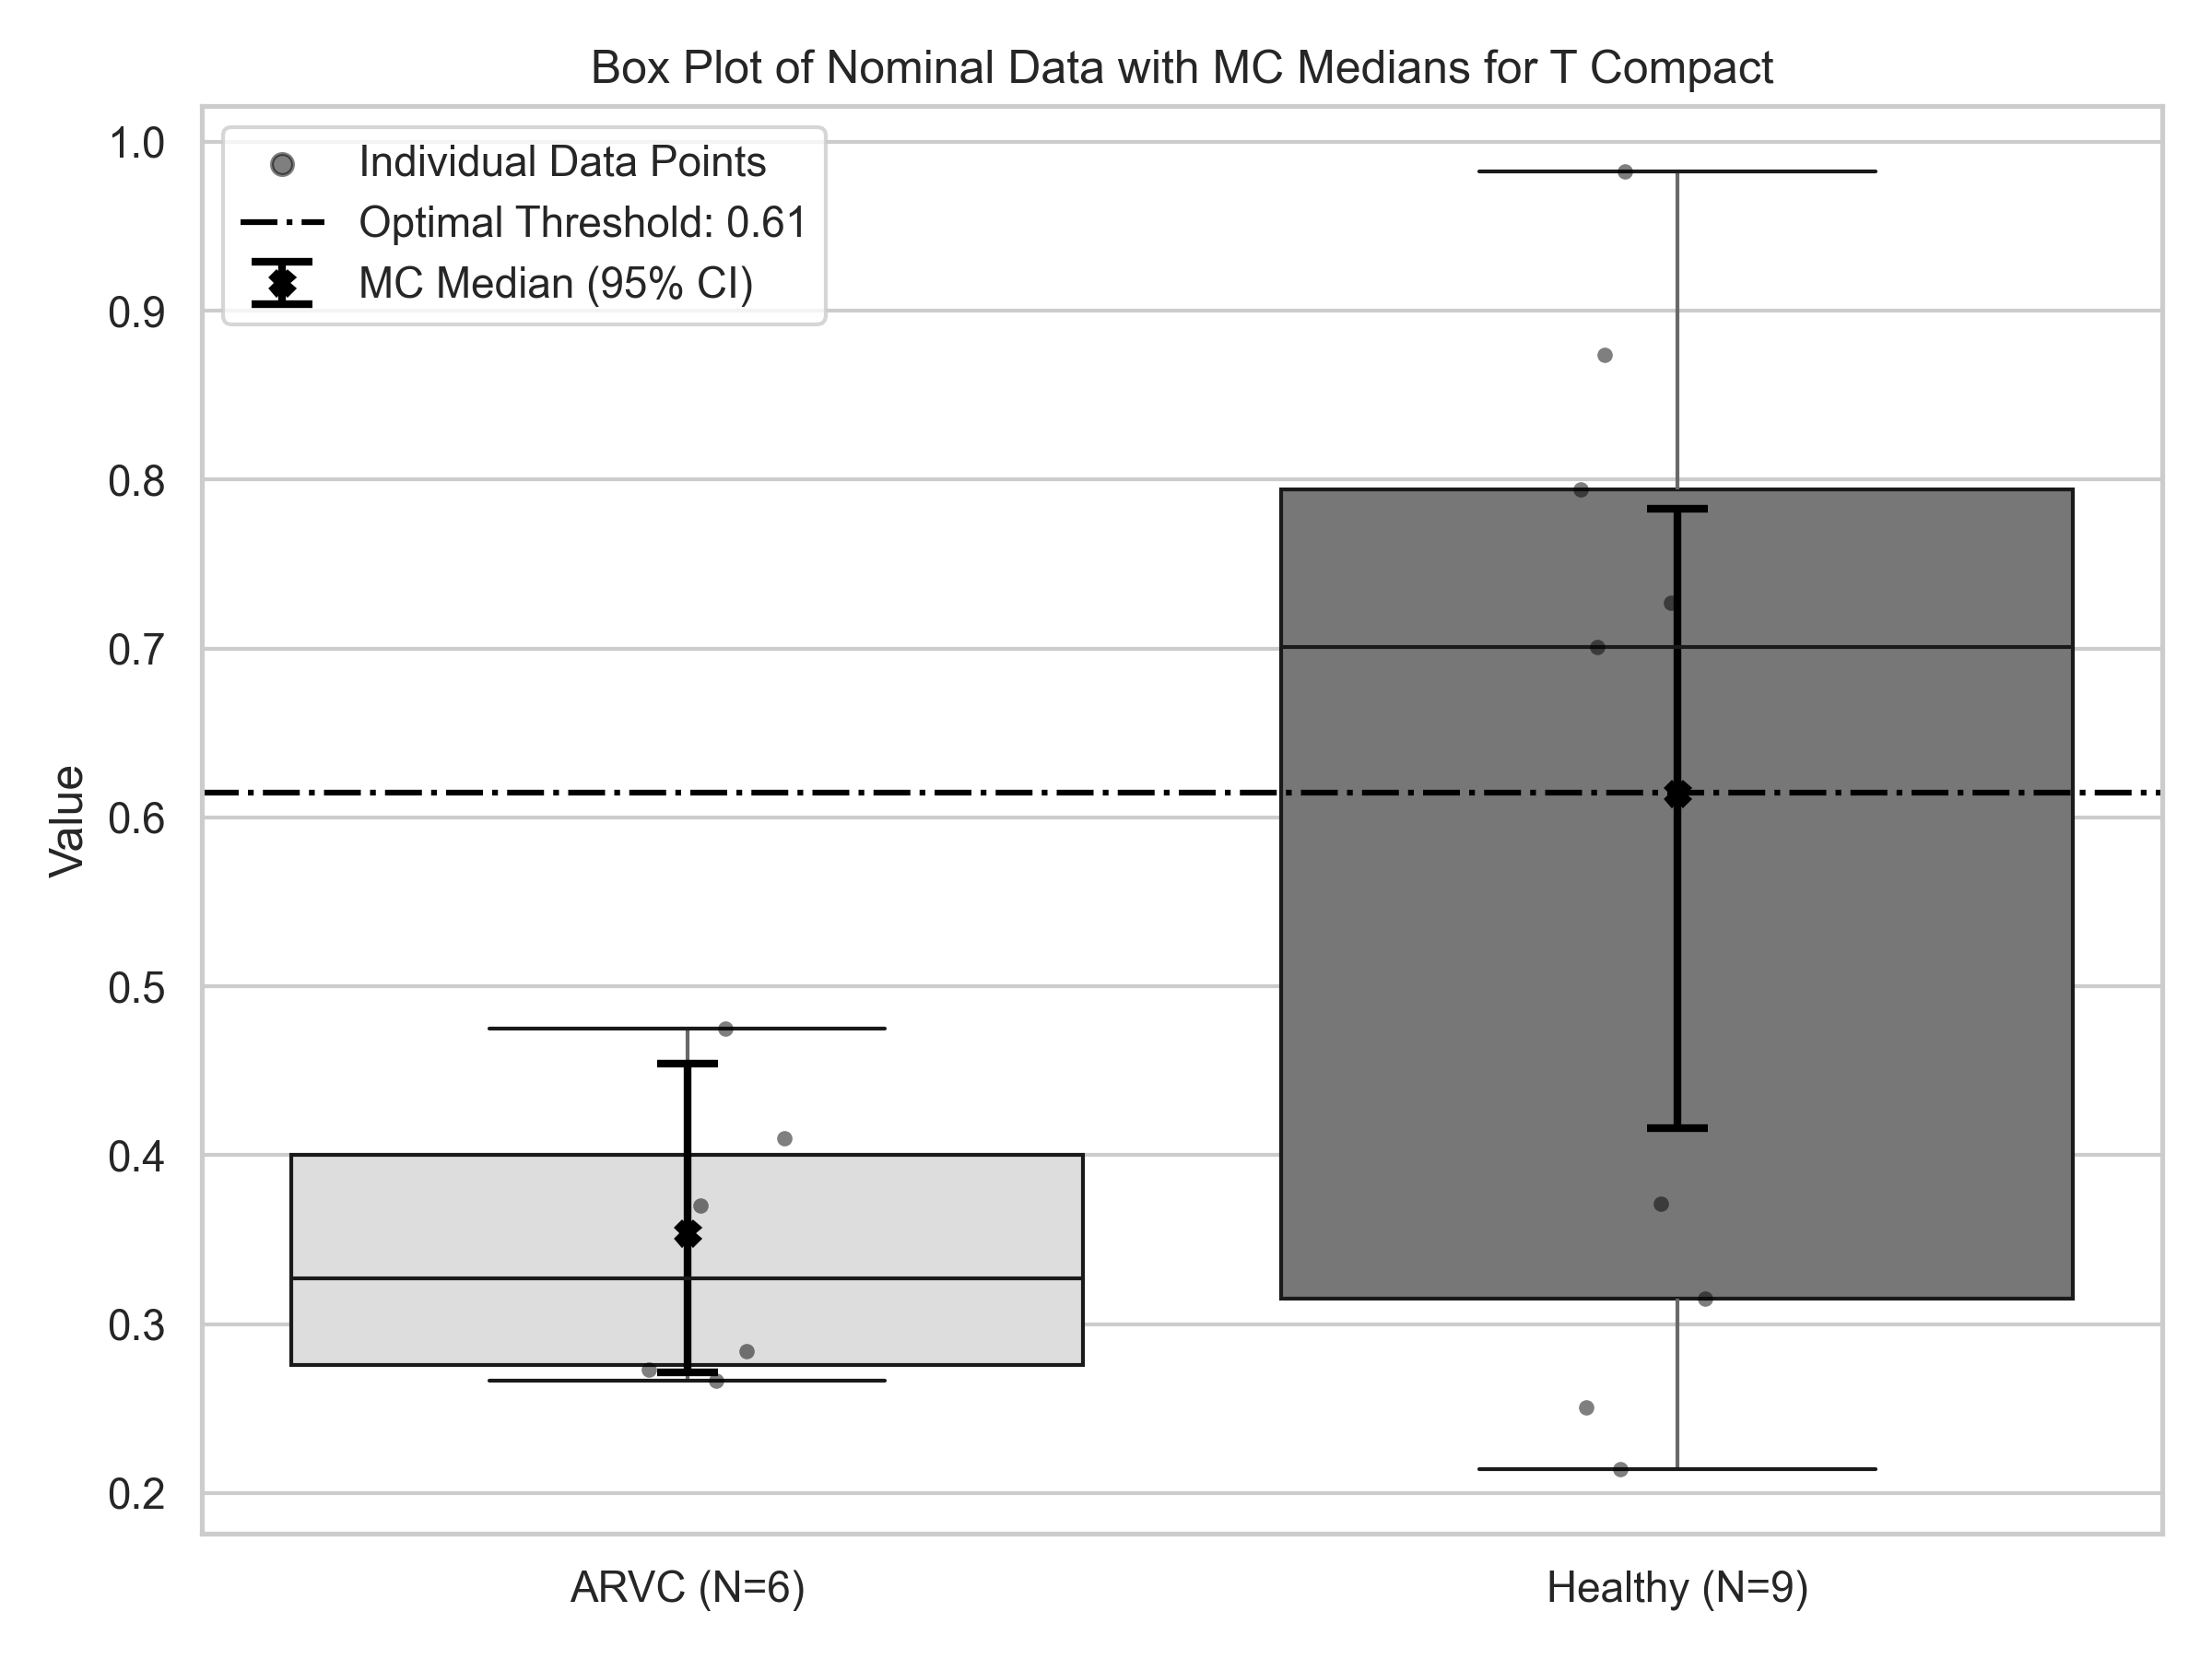 Box Plot of Nominal Data with MC Medians for T Compact
Individual Data Points
Optimal Threshold: 0.61
MC Median (95% CI)
1.0
0.9
0.8
0.7
0.6
0.5
0.4
0.3
0.2
Value
ARVC (N=6)
Healthy (N=9)